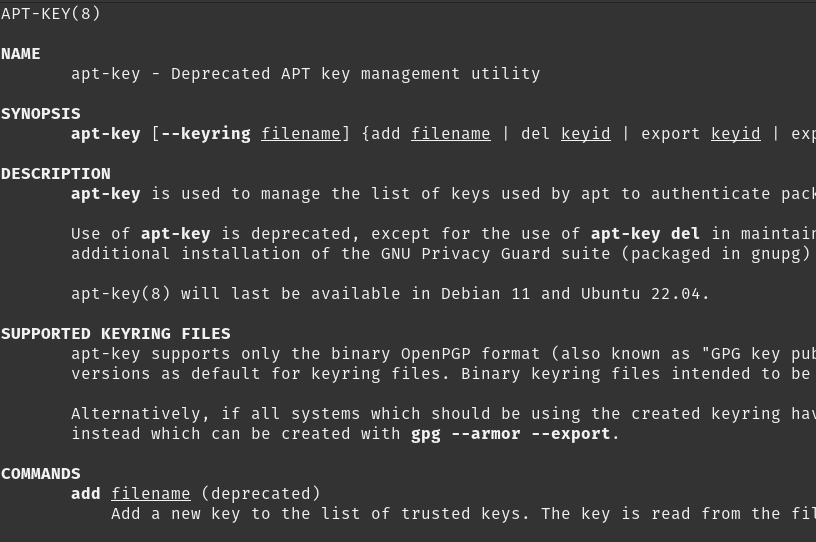 APT-KEY(8)
NAME
apt-key - Deprecated APT key management utility
SYNOPSIS
apt-key [--keyring filename] {add filename | del keyid | export keyid |
DESCRIPTION
apt-key is used to manage the list of keys used by apt to authenticate
Use of apt-key is deprecated, except for the use of apt-key del in
additional installation of the GNU Privacy Guard suite (packaged in gnupg)
apt-key(8) will last be available in Debian 11 and Ubuntu 22.04.
SUPPORTED KEYRING FILES
apt-key supports only the binary OpenPGP format (also known as "GPG key
versions as default for keyring files. Binary keyring files intended to be
Alternatively, if all systems which should be using the created keyring
instead which can be created with gpg --armor --export.
COMMANDS
add filename (deprecated)
Add a new key to the list of trusted keys. The key is read from the